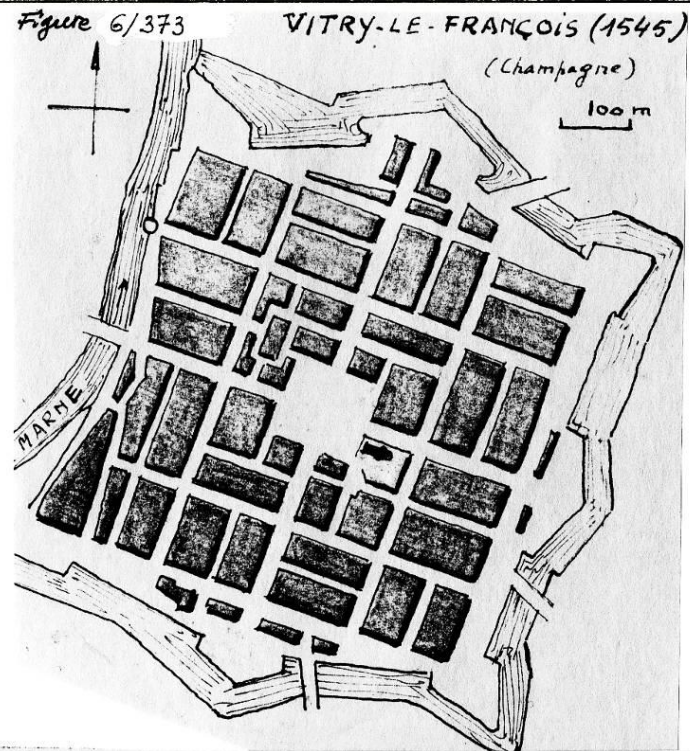 Figure 6/373
VITRY-LE-FRANÇOIS (1545)
(Champagne)
100 m
MARNE